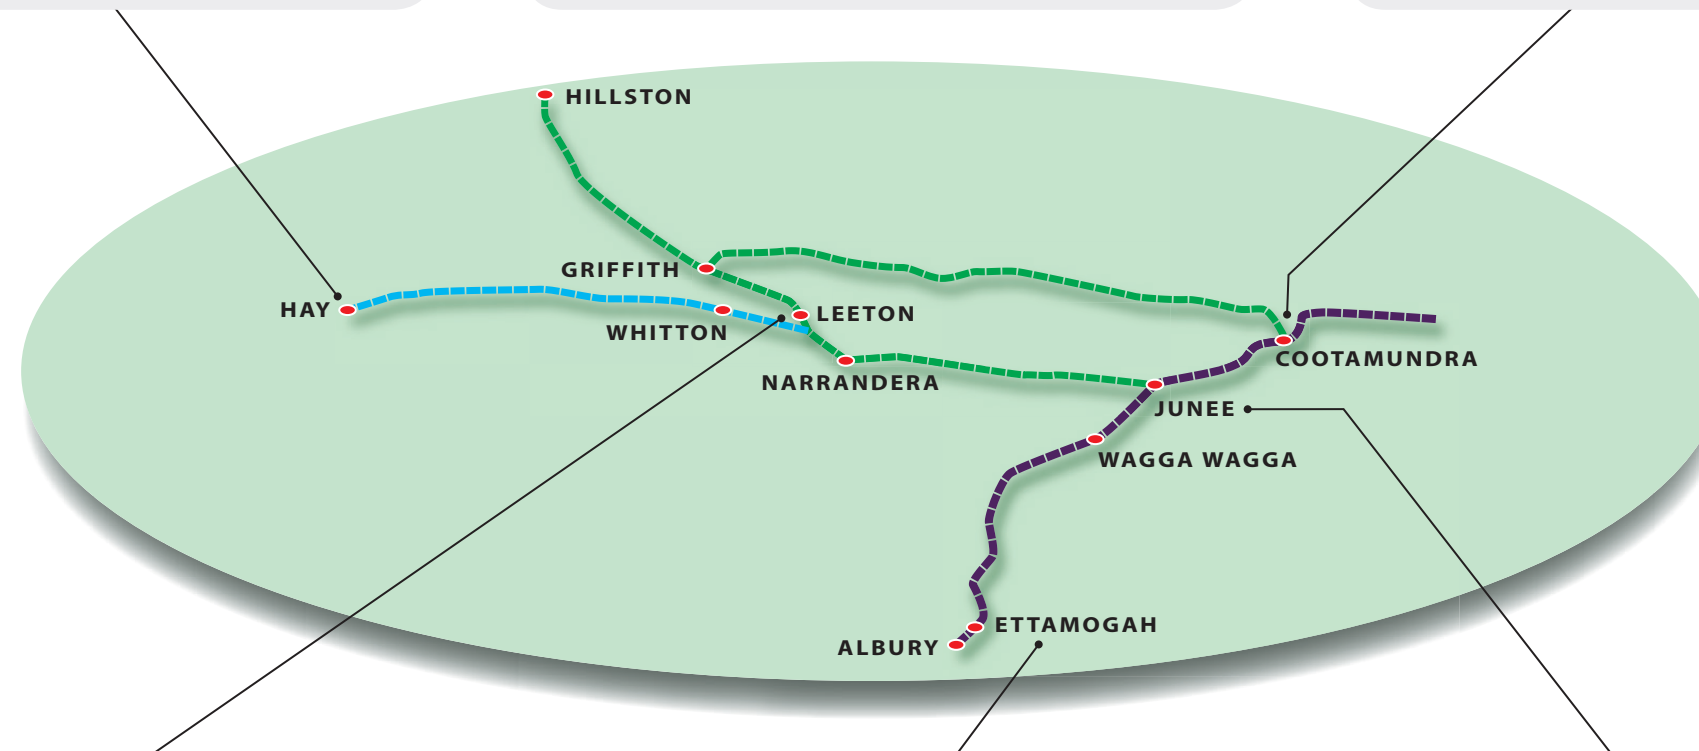 HILLSTON
GRIFFITH
HAY
WHITTON
LEETON
NARRANDERA
COOTAMUNDRA
JUNEE
WAGGA WAGGA
ETTAMOGAH
ALBURY